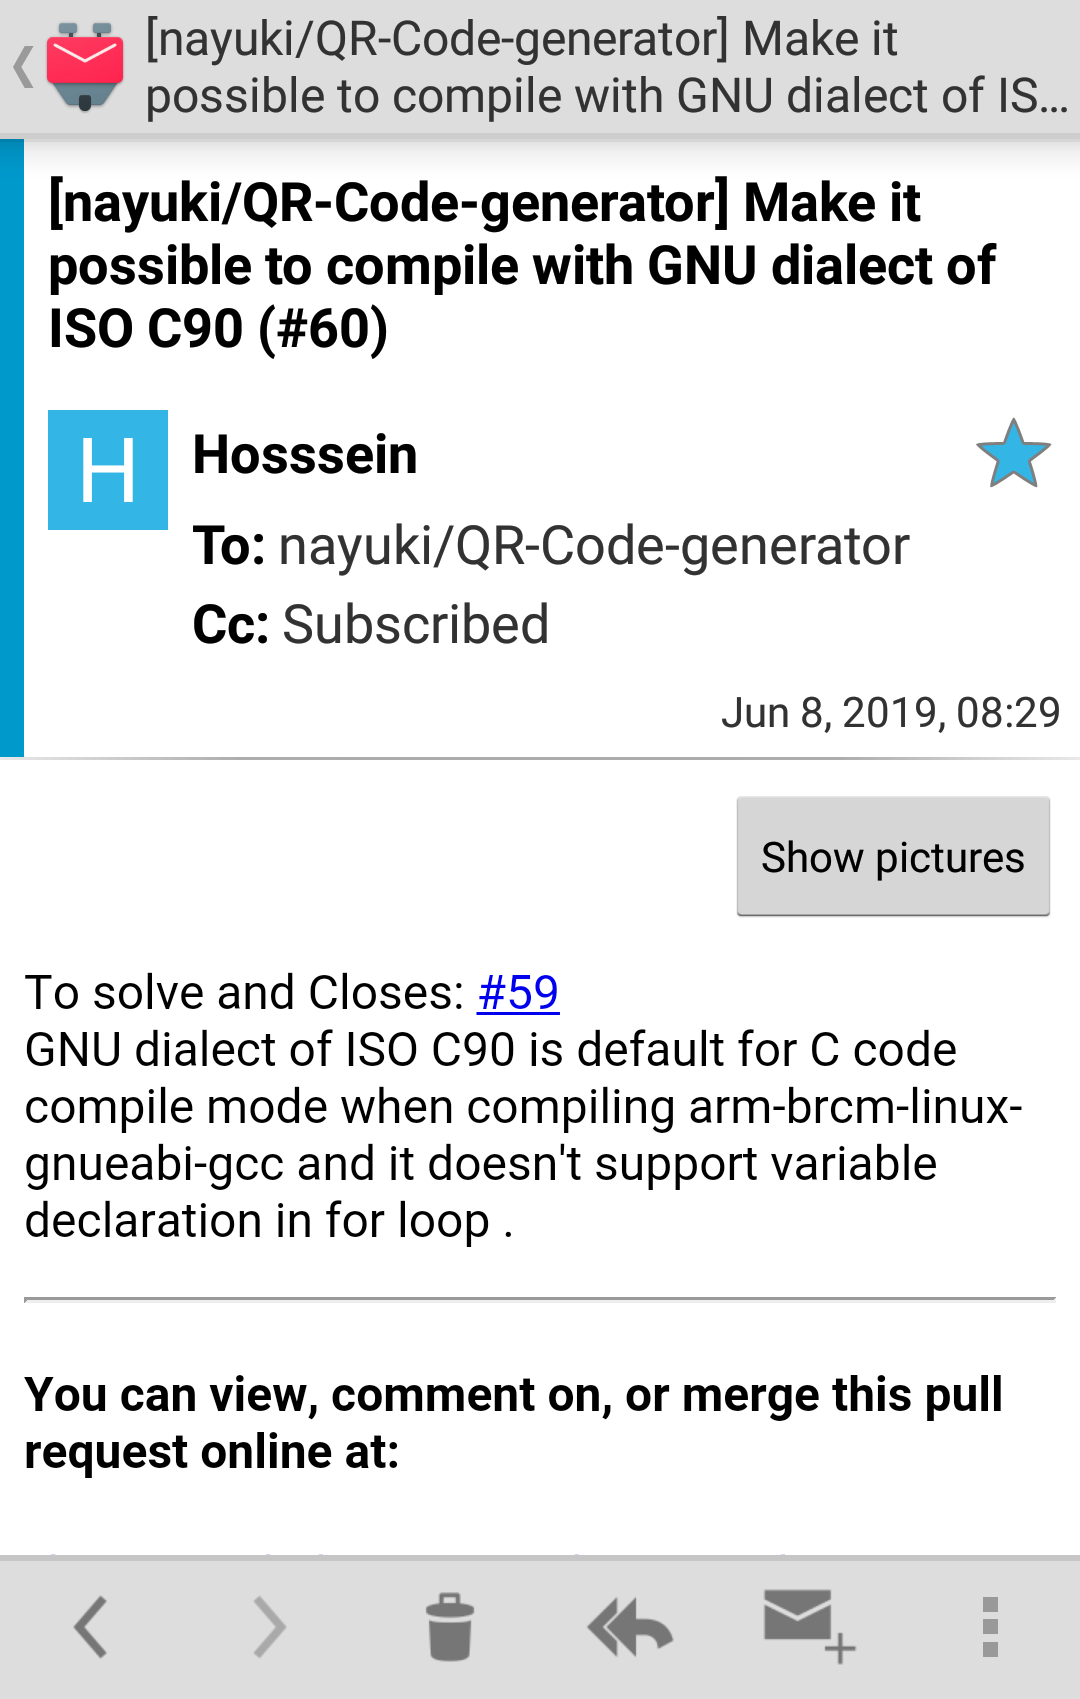 [nayuki/QR-Code-generator] Make it
possible to compile with GNU dialect of IS...
[nayuki/QR-Code-generator] Make it
possible to compile with GNU dialect of
ISO C90 (#60)
H
Hosssein
To: nayuki/QR-Code-generator
Cc: Subscribed
Jun 8, 2019, 08:29
Show pictures
To solve and Closes: #59
GNU dialect of ISO C90 is default for C code
compile mode when compiling arm-brcm-linux-
gnueabi-gcc and it doesn't support variable
declaration in for loop .
You can view, comment on, or merge this pull
request online at: